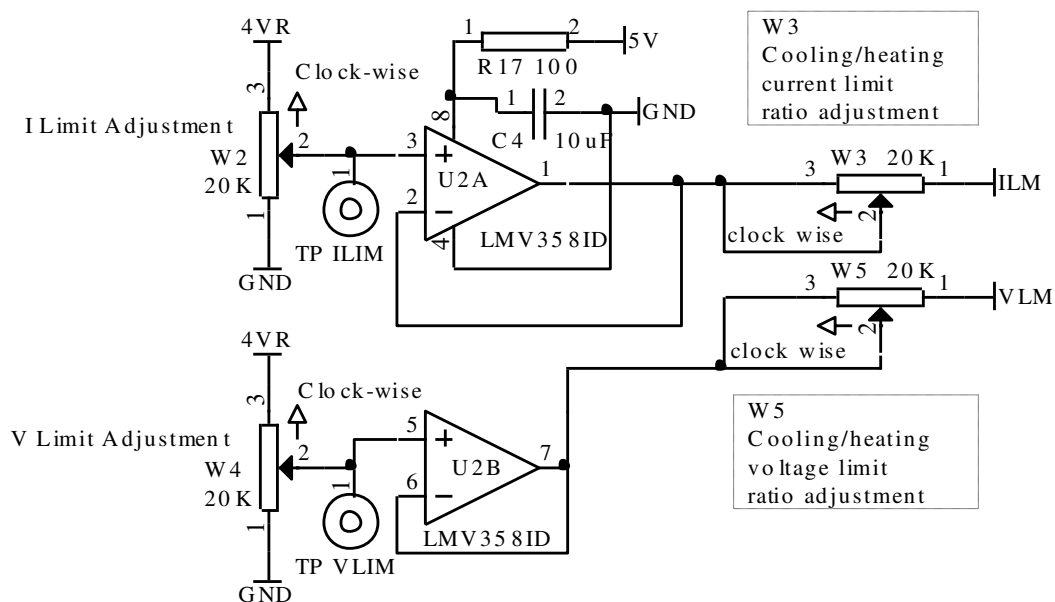 4VR
Clock-wise
3
I Limit Adjustment
2
W2
20K
1
1
TP ILIM
GND
1
2
5V
R17 100
8
1
2
GND
C4
10uF
3
+
U2A
1
2
−
4
LMV358ID
W3
Cooling/heating
current limit
ratio adjustment
3
W3 20K
1
ILM
2
clock wise
3
W5 20K
1
VLM
2
clock wise
4VR
Clock-wise
3
V Limit Adjustment
2
W4
20K
1
1
TP VLIM
GND
5
+
U2B
7
6
−
LMV358ID
W5
Cooling/heating
voltage limit
ratio adjustment